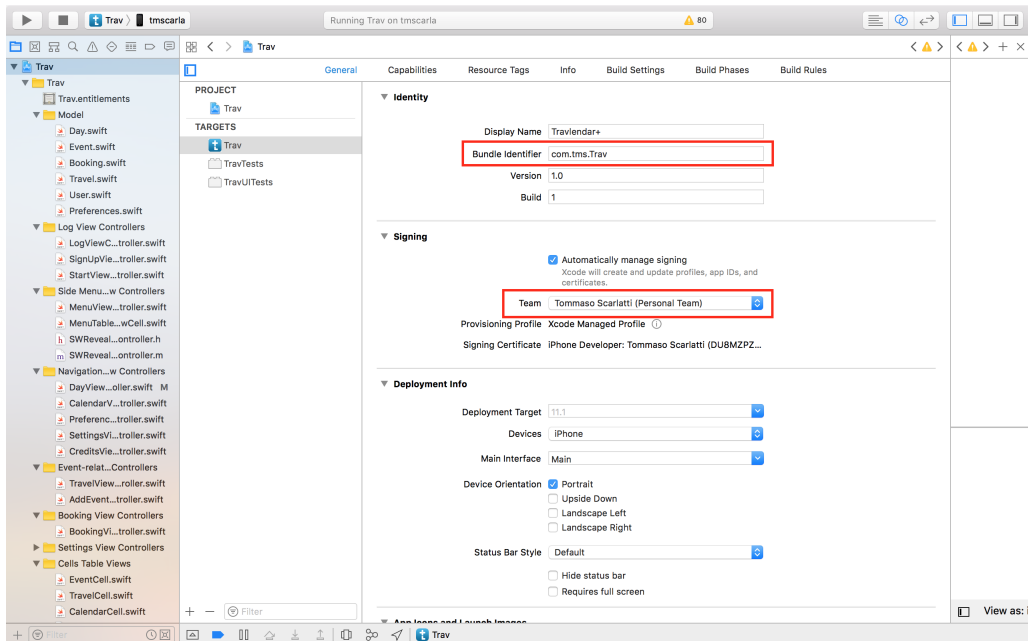 Trav tmscarla
Running Trav on tmscarla
80
Trav
Trav
Trav
Trav.entitlements
Model
Day.swift
Event.swift
Booking.swift
Travel.swift
User.swift
Preferences.swift
Log View Controllers
LogViewC...troller.swift
SignUpVie...troller.swift
StartView...troller.swift
Side Menu...w Controllers
MenuView...troller.swift
MenuTable...wCell.swift
h SWReveal...ontroller.h
m SWReveal...ontroller.m
Navigation...w Controllers
DayView...oller.swift M
CalendarV...troller.swift
Preferenc...troller.swift
SettingsVi...troller.swift
CreditsVie...troller.swift
Event-relat...Controllers
TravelView...roller.swift
AddEvent...troller.swift
Booking View Controllers
BookingVi...troller.swift
Settings View Controllers
Cells Table Views
EventCell.swift
TravelCell.swift
CalendarCell.swift
Filter
General Capabilities Resource Tags Info Build Settings Build Phases Build Rules
PROJECT
Trav
TARGETS
t Trav
TravTests
TravUITests
Filter
Identity
Display Name Travlendar+
Bundle Identifier com.tms.Trav
Version 1.0
Build 1
Signing
Automatically manage signing
Xcode will create and update profiles, app IDs, and
certificates.
Team Tommaso Scarlatti (Personal Team)
Provisioning Profile Xcode Managed Profile
Signing Certificate iPhone Developer: Tommaso Scarlatti (DU8MZPZ...
Deployment Info
Deployment Target 11.1
Devices iPhone
Main Interface Main
Device Orientation Portrait
Upside Down
Landscape Left
Landscape Right
Status Bar Style Default
Hide status bar
Requires full screen
App Icons and Launch Images
Trav
View as: i